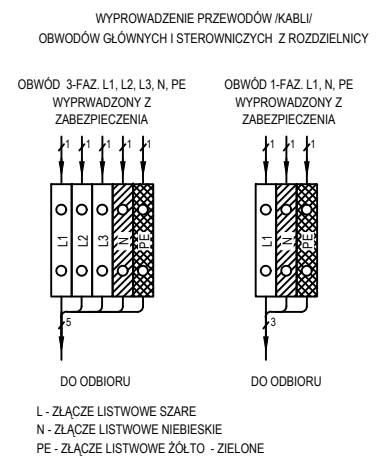 WYPROWADZENIE PRZEWODÓW /KABLI/
OBWODÓW GŁÓWNYCH I STEROWNICZYCH Z ROZDZIELNICY
OBWÓD 3-FAZ. L1, L2, L3, N, PE
WYPRWADZONY Z
ZABEZPIECZENIA
OBWÓD 1-FAZ. L1, N, PE
WYPROWADZONY Z
ZABEZPIECZENIA
1 1 1 1 1
1 1 1
L1 L2 L3 N PE
L1 N PE
5
3
DO ODBIORU
DO ODBIORU
L - ZŁĄCZE LISTWOWE SZARE
N - ZŁĄCZE LISTWOWE NIEBIESKIE
PE - ZŁĄCZE LISTWOWE ŻÓŁTO - ZIELONE